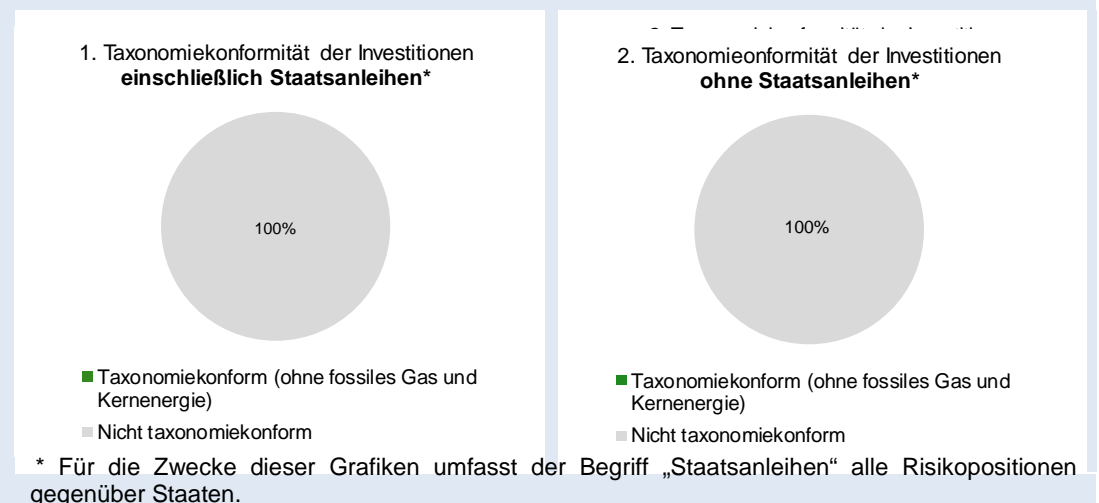 1. Taxonomiekonformität der Investitionen
einschließlich Staatsanleihen*
100%
Taxonomiekonform (ohne fossiles Gas und
Kernenergie)
Nicht taxonomiekonform
2. Taxonomieonformität der Investitionen
ohne Staatsanleihen*
100%
Taxonomiekonform (ohne fossiles Gas und
Kernenergie)
Nicht taxonomiekonform
* Für die Zwecke dieser Grafiken umfasst der Begriff „Staatsanleihen“ alle Risikopositionen
gegenüber Staaten.